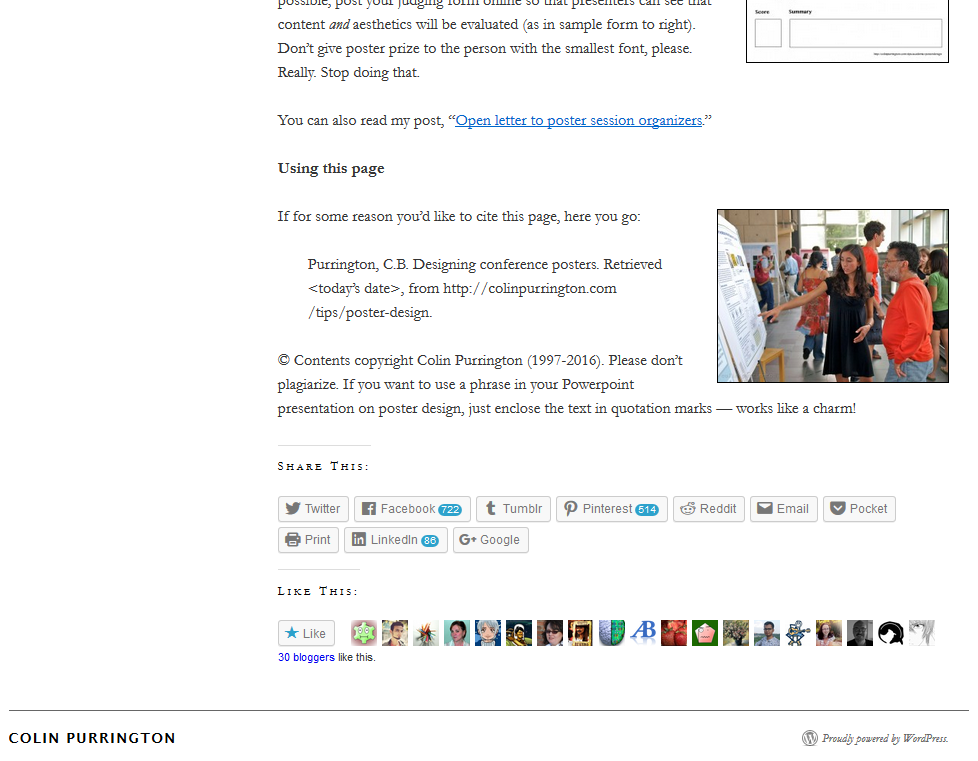 possible, post your judging form online so that presenters can see that
content and aesthetics will be evaluated (as in sample form to right).
Don’t give poster prize to the person with the smallest font, please.
Really. Stop doing that.
Score Summary
You can also read my post, “Open letter to poster session organizers.”
Using this page
If for some reason you’d like to cite this page, here you go:
Purrington, C.B. Designing conference posters. Retrieved
<today’s date>, from http://colinpurrington.com
/tips/poster-design.
© Contents copyright Colin Purrington (1997-2016). Please don’t
plagiarize. If you want to use a phrase in your Powerpoint
presentation on poster design, just enclose the text in quotation marks — works like a charm!
Share This:
Twitter Facebook 722 Tumblr Pinterest 514 Reddit Email Pocket
Print LinkedIn 86 G+ Google
Like This:
Like AB
30 bloggers like this.
COLIN PURRINGTON Proudly powered by WordPress.